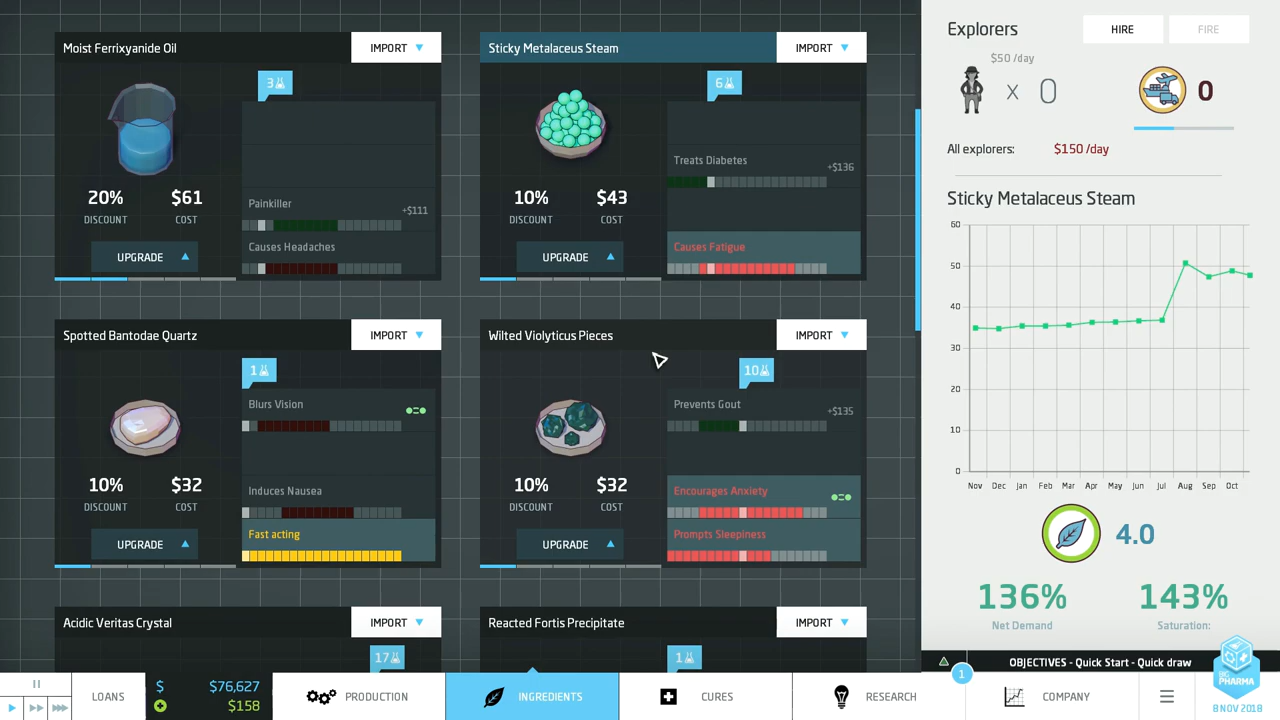 Moist Ferrixyanide Oil
IMPORT
3
20%
$61
DISCOUNT
COST
UPGRADE
Painkiller
+$111
Causes Headaches
Sticky Metalaceus Steam
IMPORT
6
10%
$43
DISCOUNT
COST
UPGRADE
Treats Diabetes
+$136
Causes Fatigue
Spotted Bantodae Quartz
IMPORT
1
10%
$32
DISCOUNT
COST
UPGRADE
Blurs Vision
Induces Nausea
Fast acting
Wilted Violyticus Pieces
IMPORT
10
10%
$32
DISCOUNT
COST
UPGRADE
Prevents Gout
+$135
Encourages Anxiety
Prompts Sleepiness
Acidic Veritas Crystal
IMPORT
17
Reacted Fortis Precipitate
IMPORT
1
Explorers
HIRE
FIRE
$50 /day
X 0
0
All explorers: $150 /day
Sticky Metalaceus Steam
60
50
40
30
20
10
0
Nov Dec Jan Feb Mar Apr May Jun Jul Aug Sep Oct
4.0
136%
143%
Net Demand
Saturation:
OBJECTIVES - Quick Start - Quick draw
1
LOANS
$ $76,627
$158
PRODUCTION
INGREDIENTS
CURES
RESEARCH
COMPANY
BIG PHARMA
8 NOV 2018